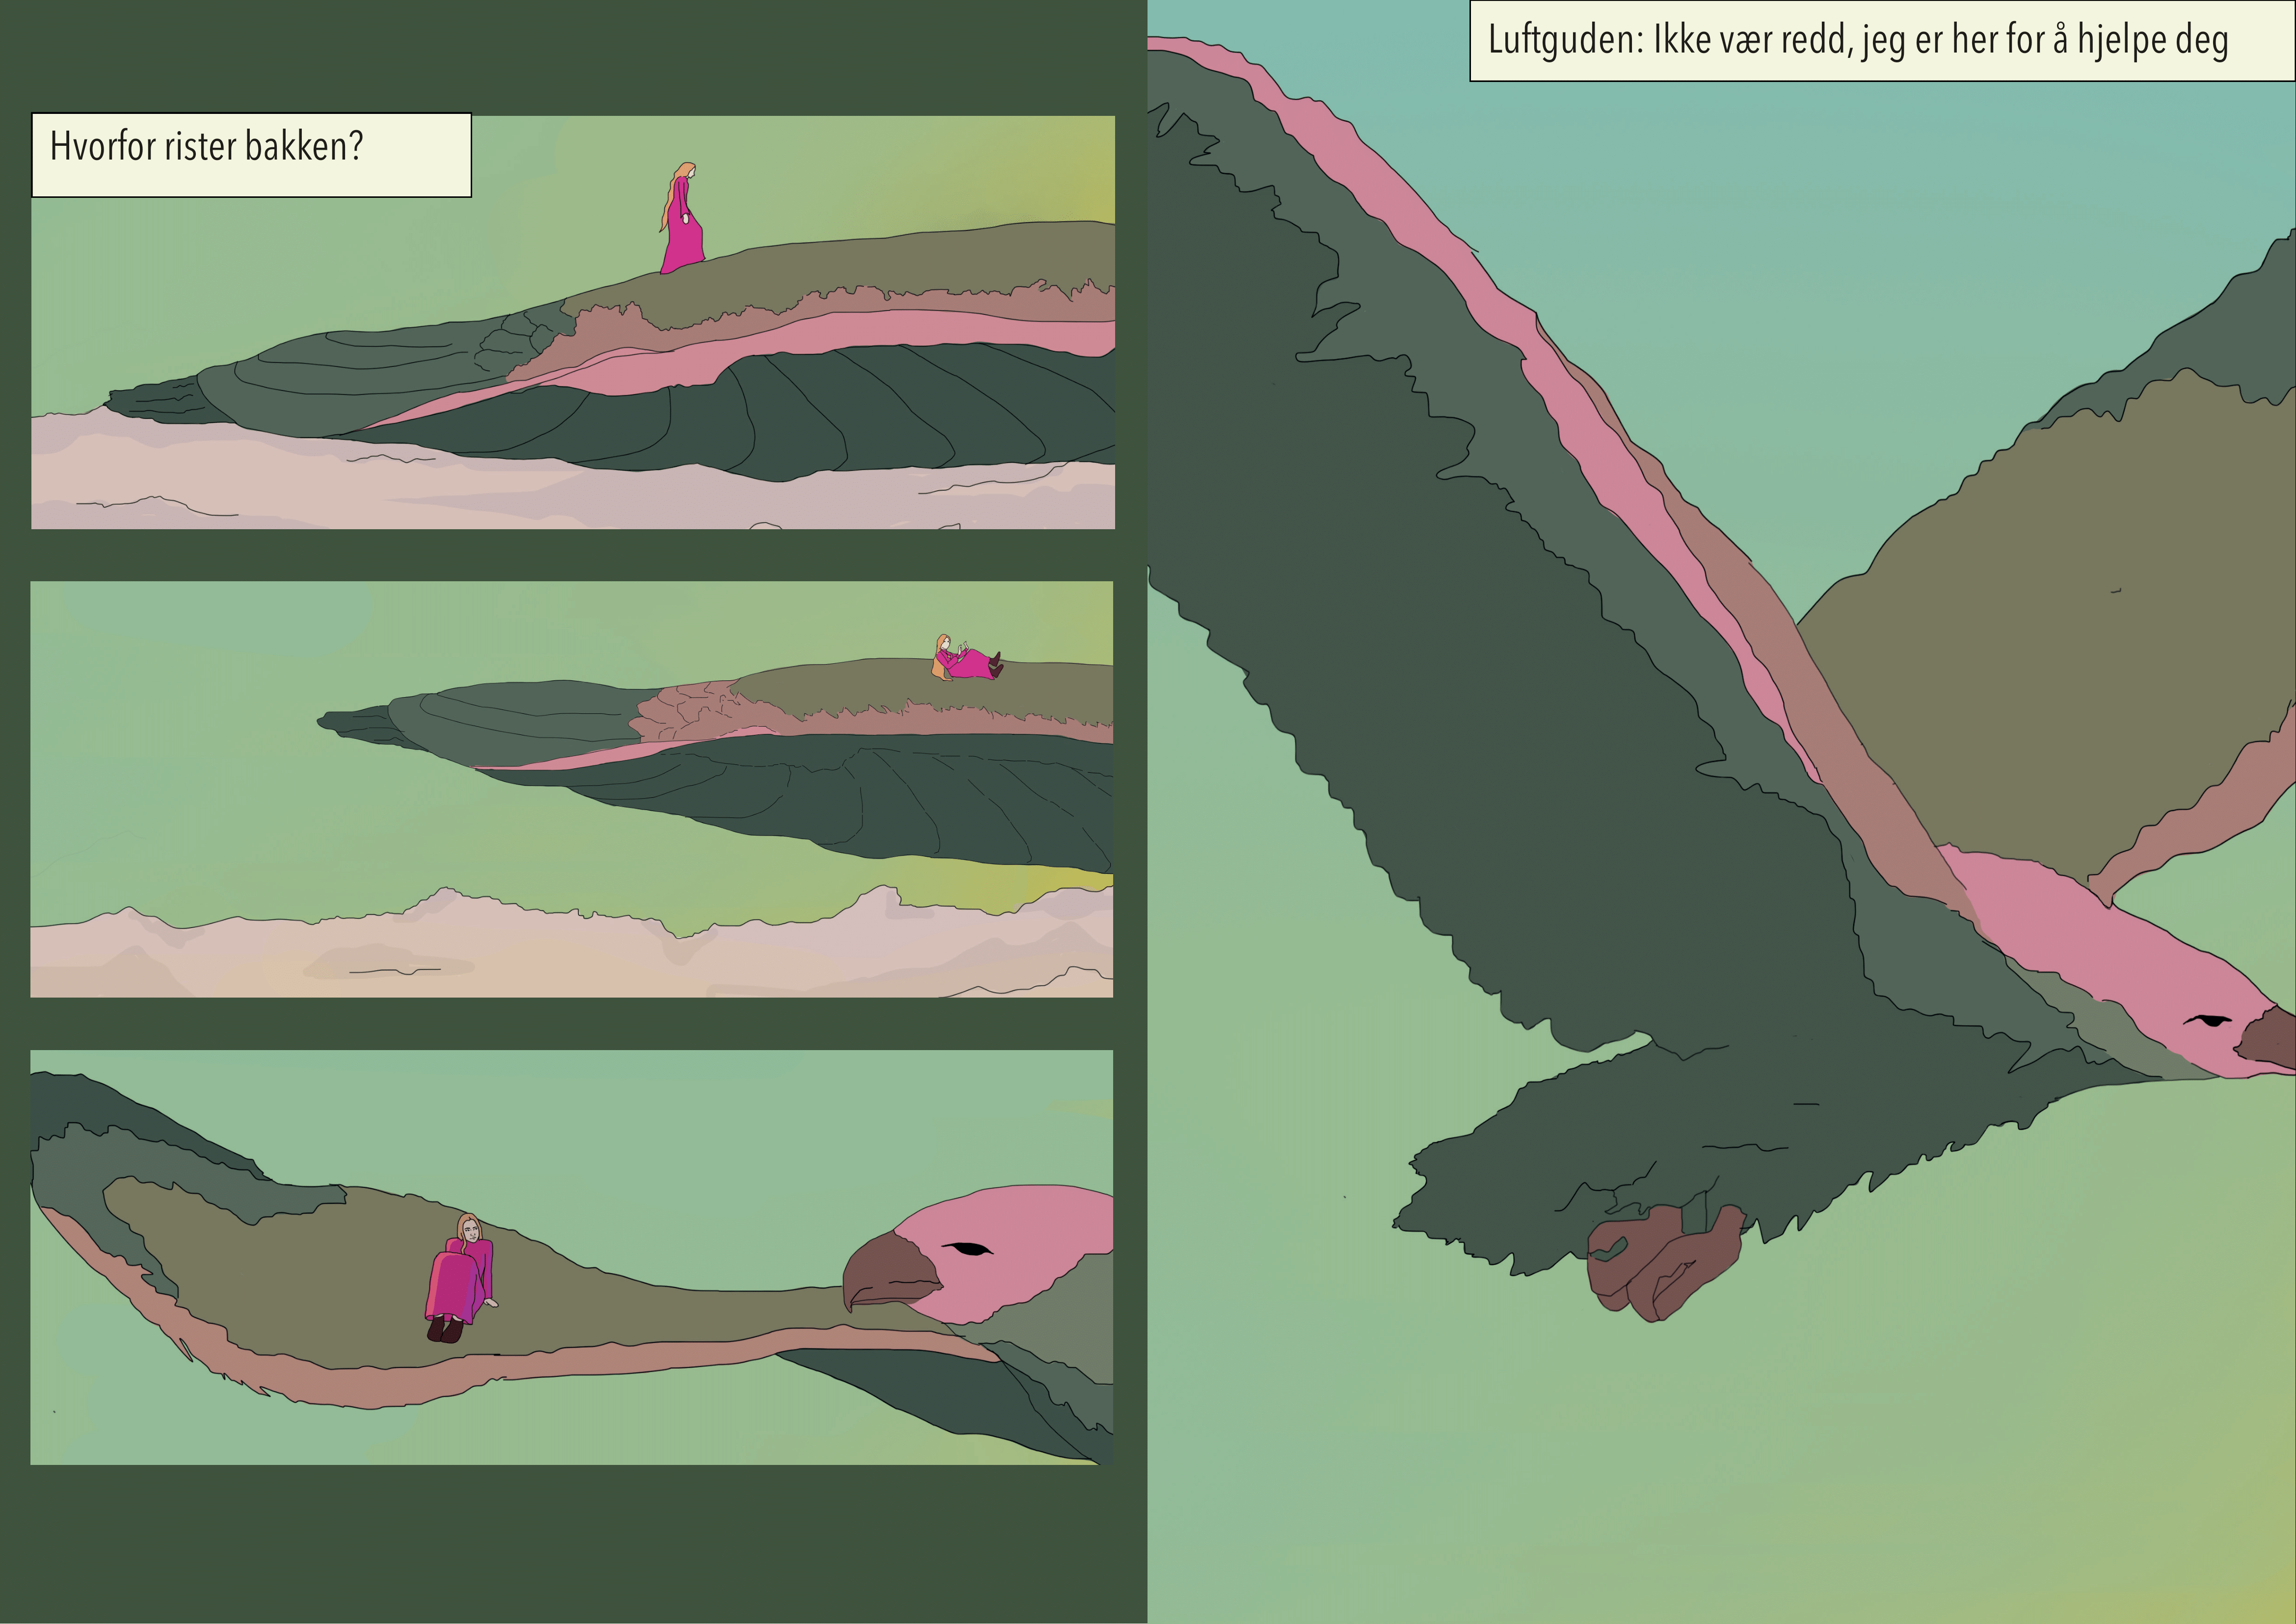 Hvorfor rister bakken?
Luftguden: Ikke vær redd, jeg er her for å hjelpe deg